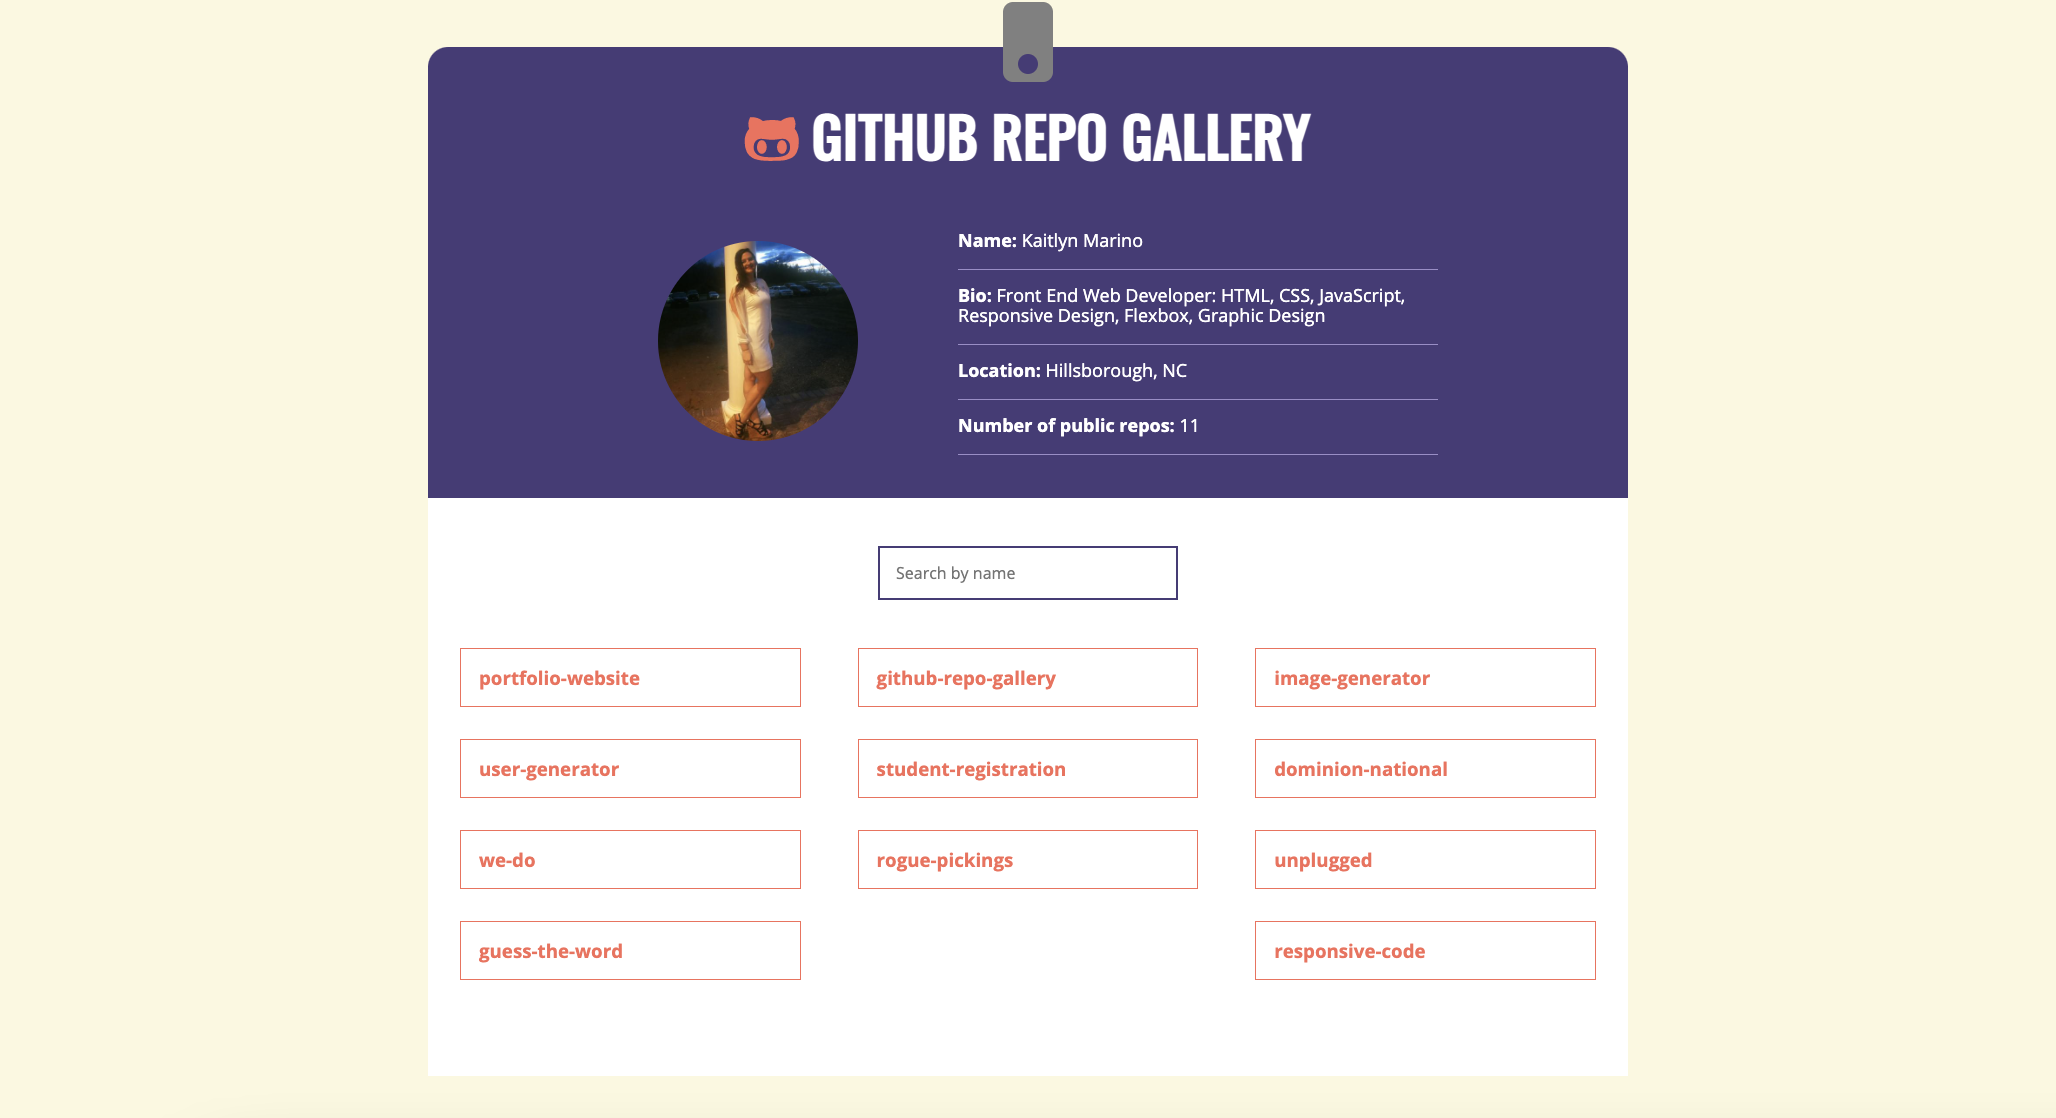 GITHUB REPO GALLERY
Name: Kaitlyn Marino
Bio: Front End Web Developer: HTML, CSS, JavaScript,
Responsive Design, Flexbox, Graphic Design
Location: Hillsborough, NC
Number of public repos: 11
Search by name
portfolio-website
github-repo-gallery
image-generator
user-generator
student-registration
dominion-national
we-do
rogue-pickings
unplugged
guess-the-word
responsive-code